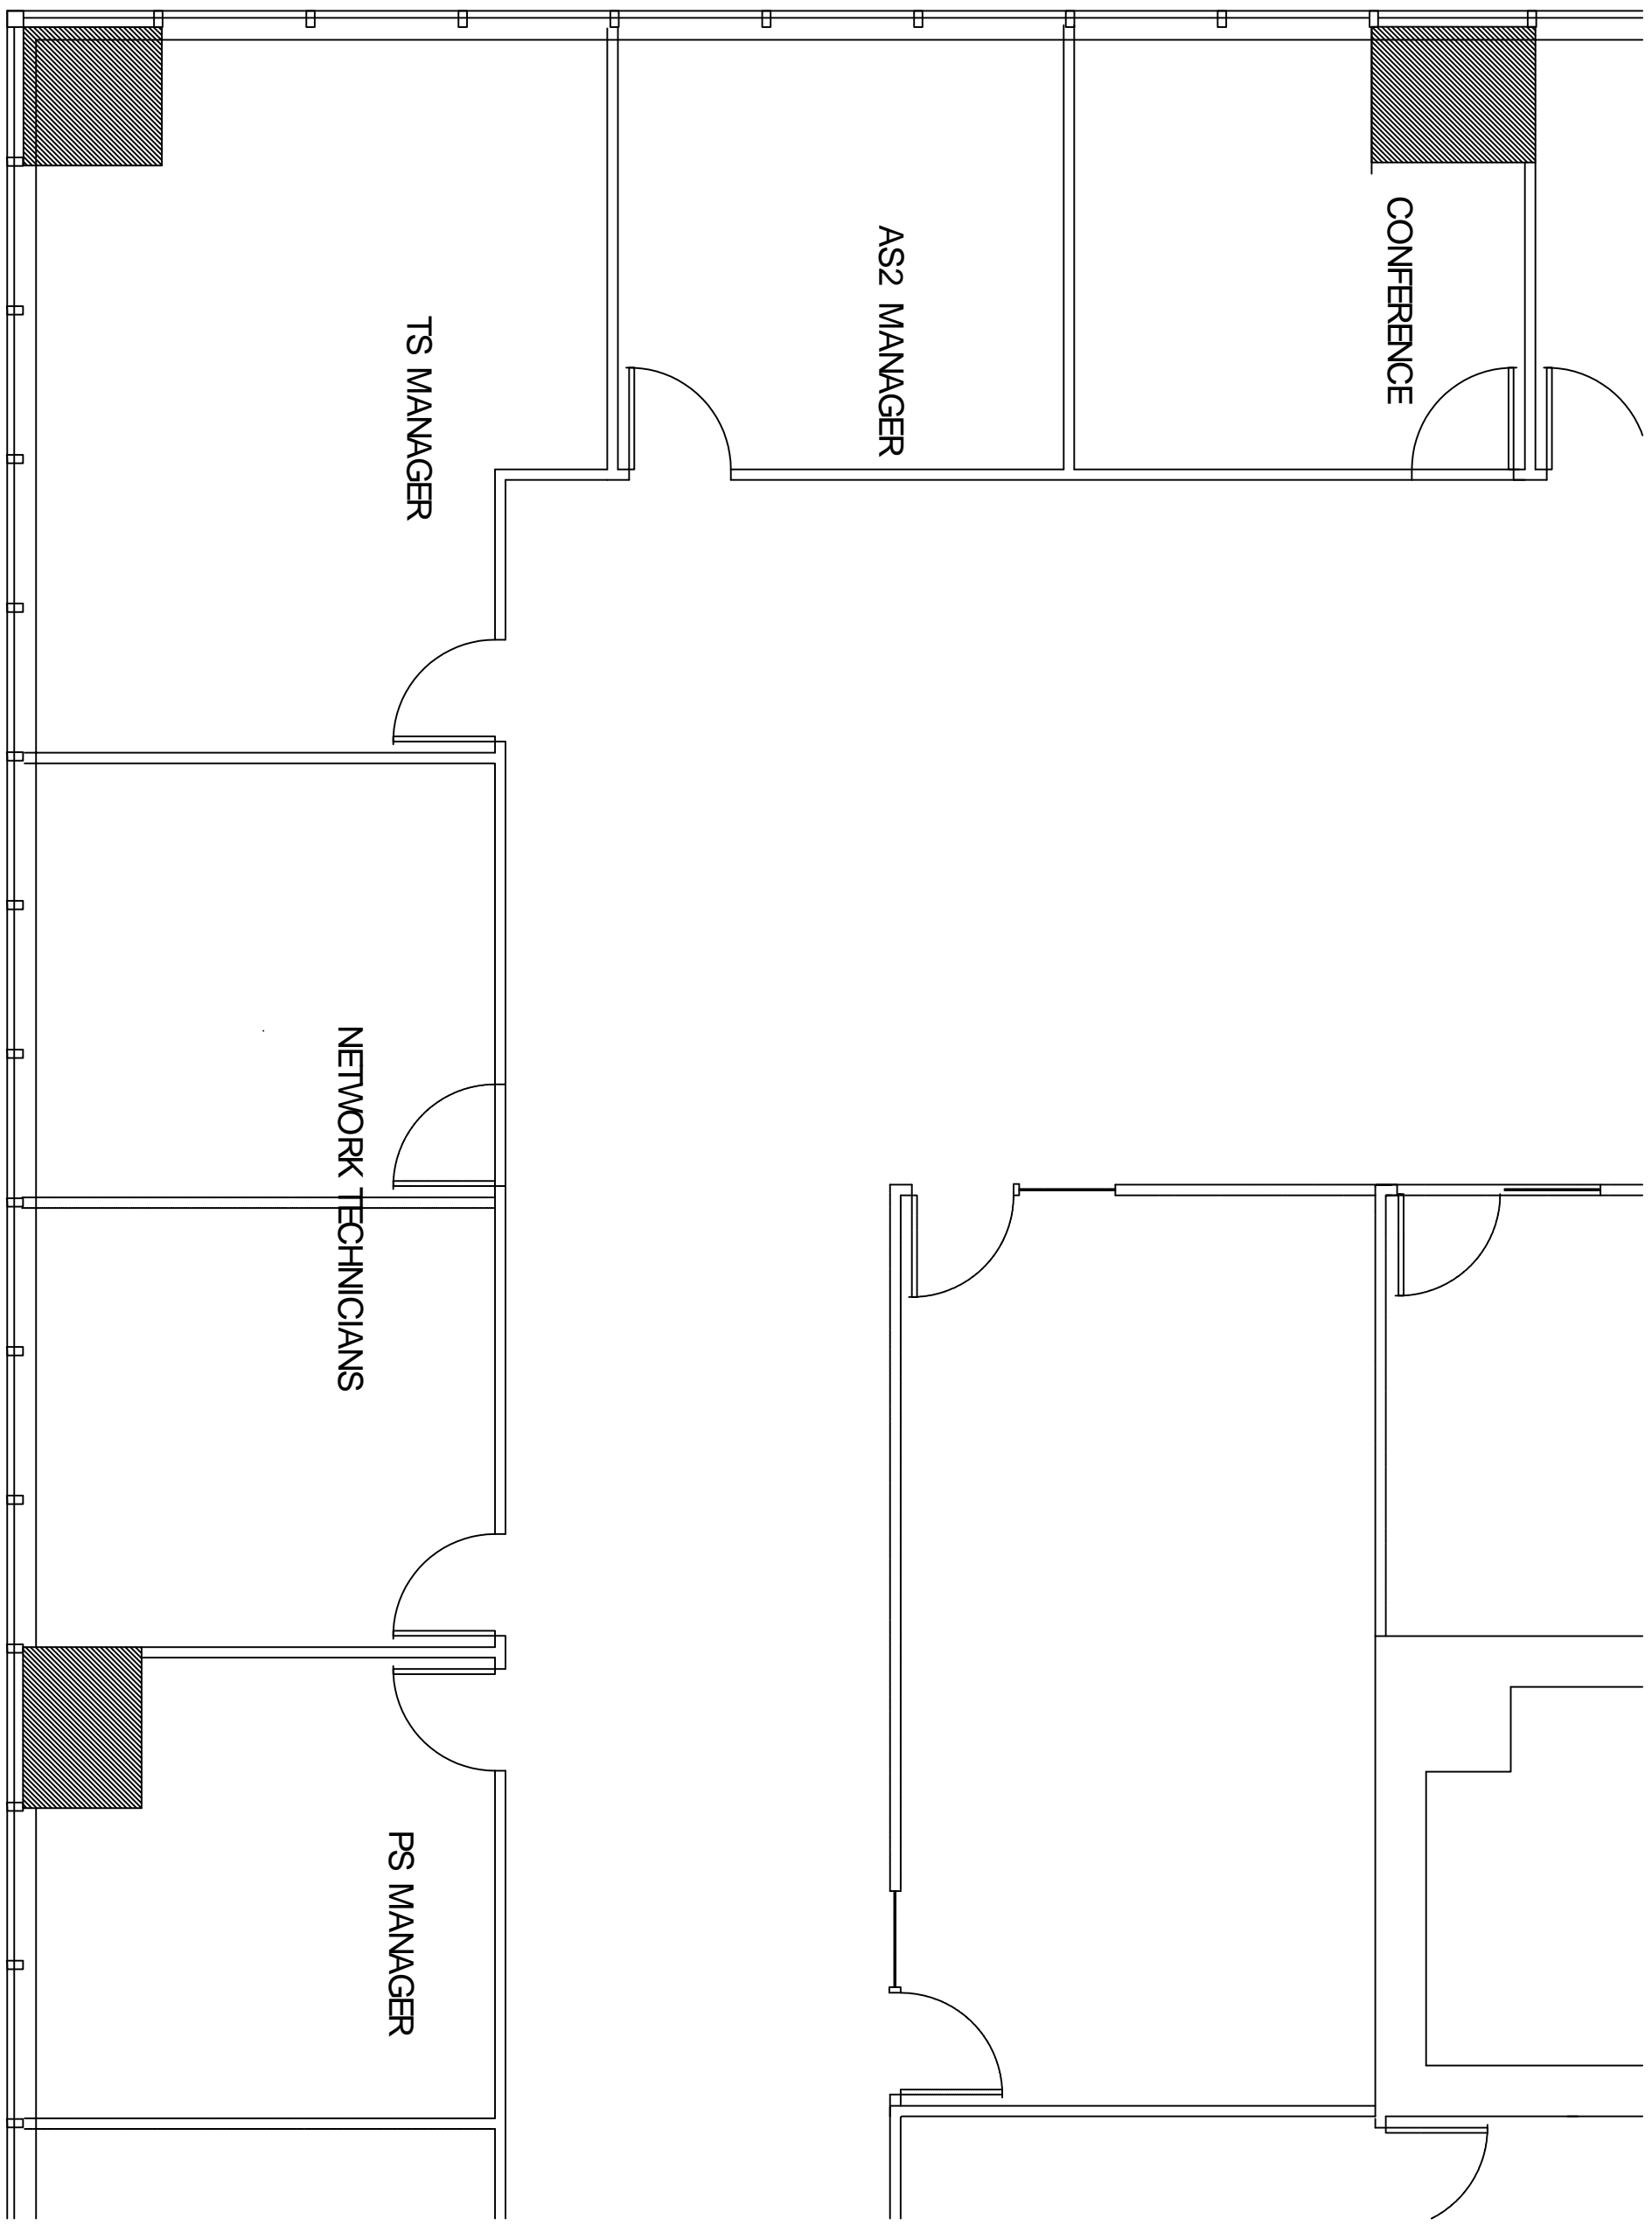 CONFERENCE
AS2 MANAGER
TS MANAGER
NETWORK TECHNICIANS
PS MANAGER